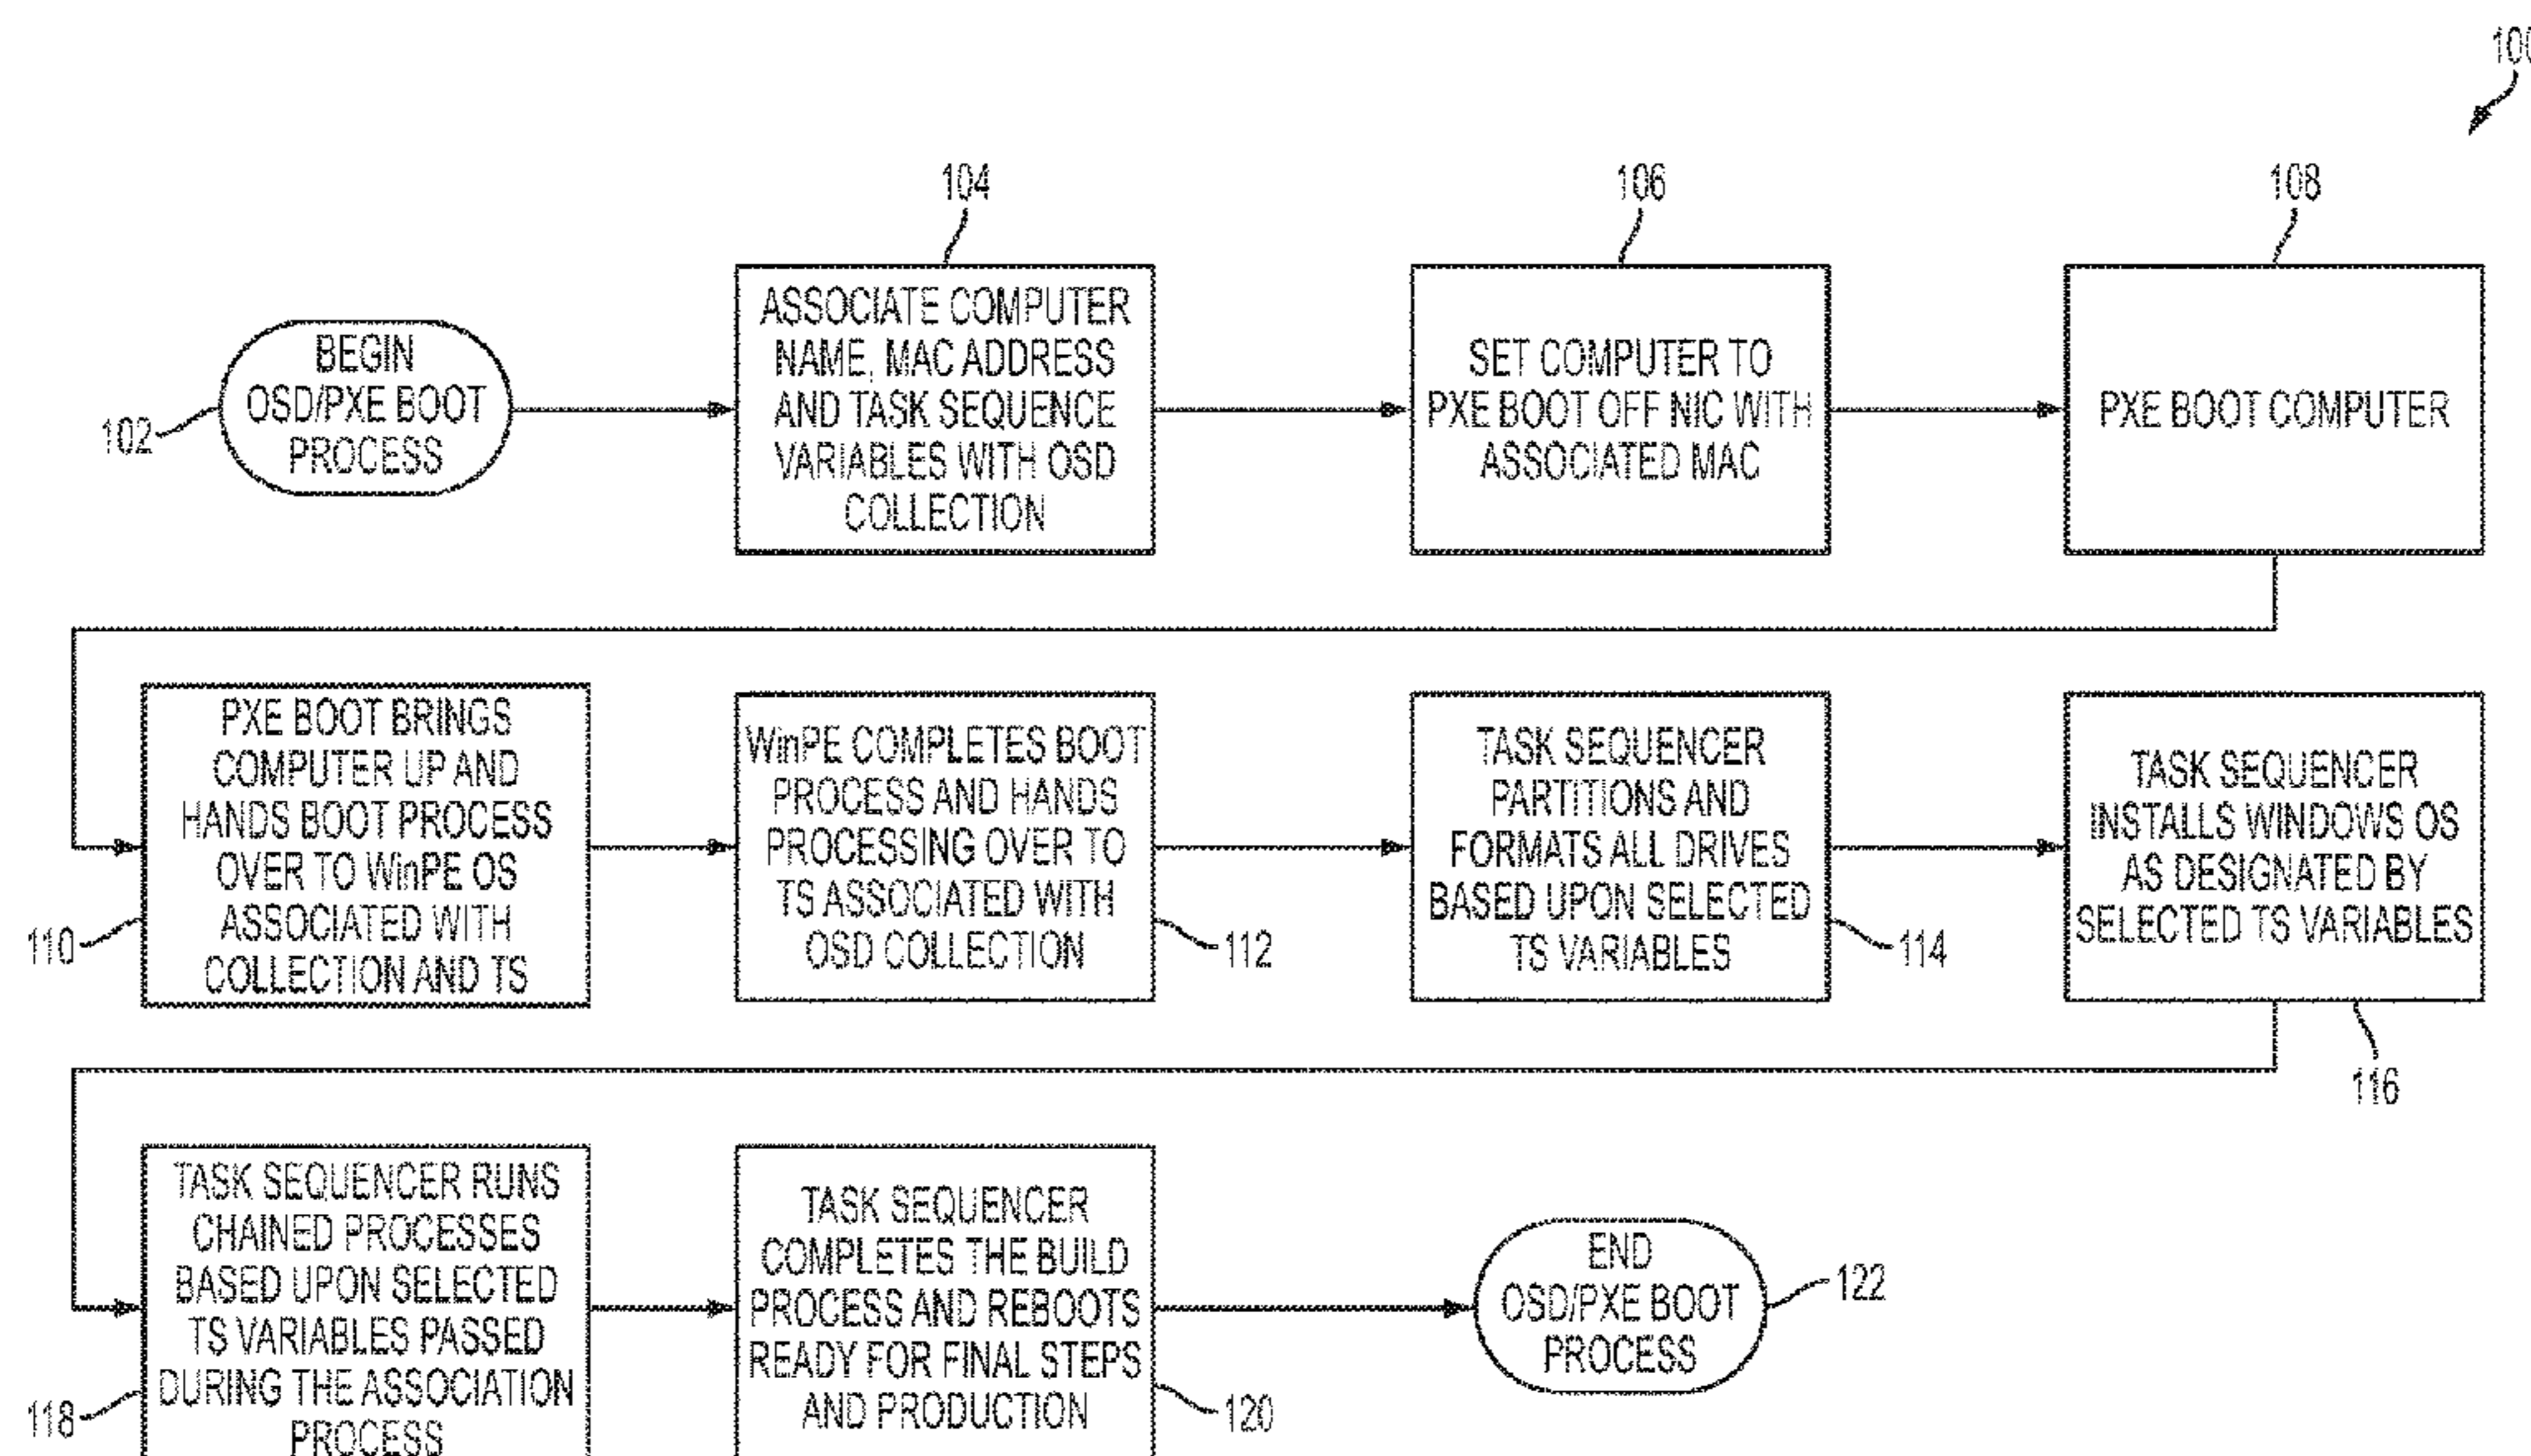 100
104
106
108
BEGIN
OSD/PXE BOOT
PROCESS
102
ASSOCIATE COMPUTER
NAME, MAC ADDRESS
AND TASK SEQUENCE
VARIABLES WITH OSD
COLLECTION
SET COMPUTER TO
PXE BOOT OFF NIC WITH
ASSOCIATED MAC
PXE BOOT COMPUTER
PXE BOOT BRINGS
COMPUTER UP AND
HANDS BOOT PROCESS
OVER TO WinPE OS
ASSOCIATED WITH
COLLECTION AND TS
110
WinPE COMPLETES BOOT
PROCESS AND HANDS
PROCESSING OVER TO
TS ASSOCIATED WITH
OSD COLLECTION
112
TASK SEQUENCER
PARTITIONS AND
FORMATS ALL DRIVES
BASED UPON SELECTED
TS VARIABLES
114
TASK SEQUENCER
INSTALLS WINDOWS OS
AS DESIGNATED BY
SELECTED TS VARIABLES
116
TASK SEQUENCER RUNS
CHAINED PROCESSES
BASED UPON SELECTED
TS VARIABLES PASSED
DURING THE ASSOCIATION
PROCESS
118
TASK SEQUENCER
COMPLETES THE BUILD
PROCESS AND REBOOTS
READY FOR FINAL STEPS
AND PRODUCTION
120
END
OSD/PXE BOOT
PROCESS
122